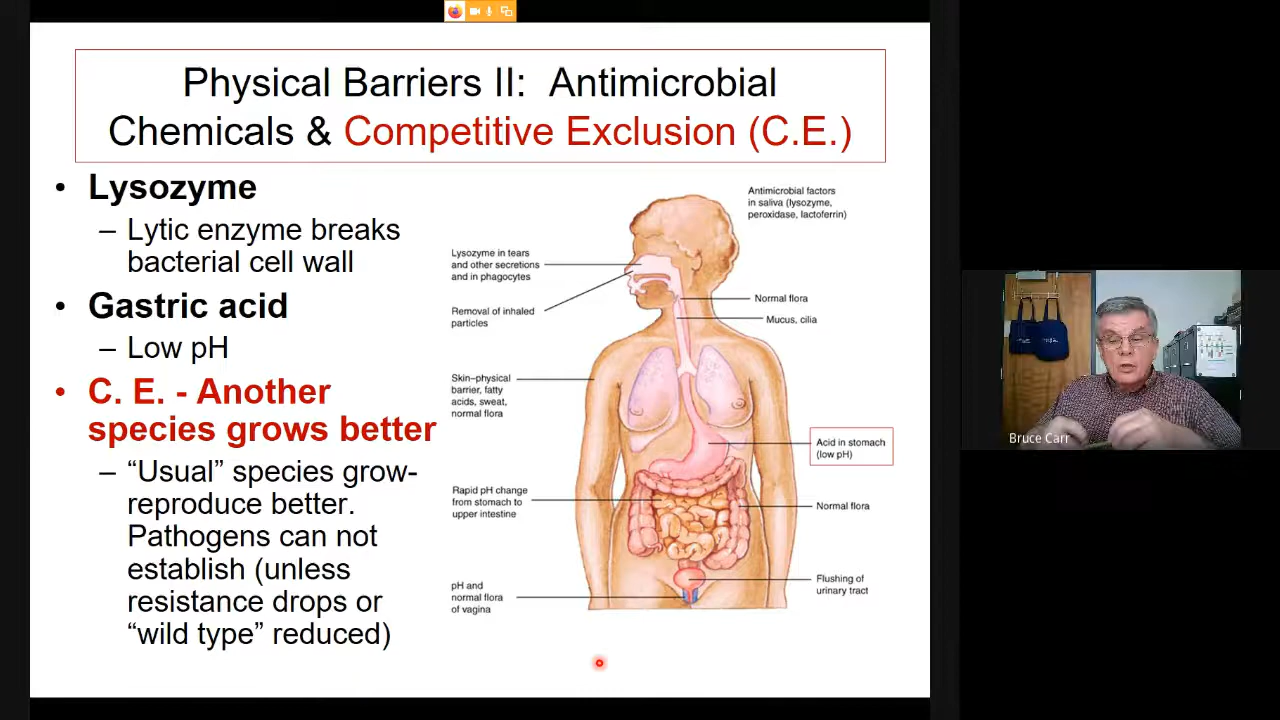 Physical Barriers II: Antimicrobial
Chemicals & Competitive Exclusion (C.E.)
• Lysozyme
– Lytic enzyme breaks
bacterial cell wall
• Gastric acid
– Low pH
• C. E. - Another
species grows better
– “Usual” species grow-
reproduce better.
Pathogens can not
establish (unless
resistance drops or
“wild type” reduced)
Antimicrobial factors
in saliva (lysozyme,
peroxidase, lactoferrin)
Lysozyme in tears
and other secretions
and in phagocytes
Removal of inhaled
particles
Normal flora
Mucus, cilia
Skin–physical
barrier, fatty
acids, sweat,
normal flora
Acid in stomach
(low pH)
Rapid pH change
from stomach to
upper intestine
Normal flora
Flushing of
urinary tract
pH and
normal flora
of vagina
Bruce Carr